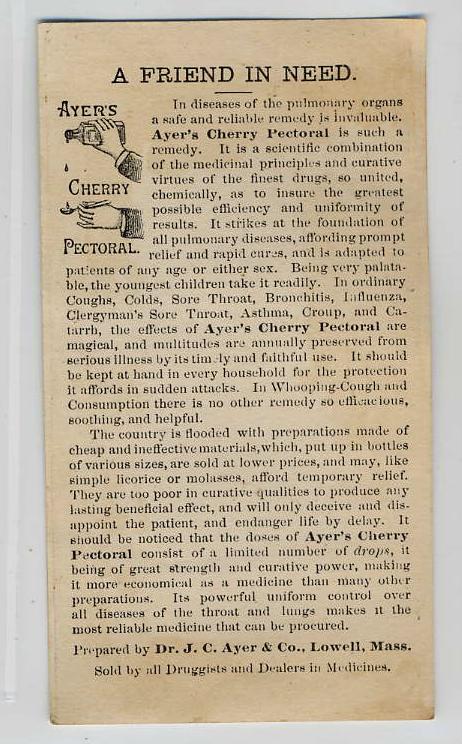 A FRIEND IN NEED.
AYER'S
CHERRY
PECTORAL.
In diseases of the pulmonary organs
a safe and reliable remedy is invaluable.
Ayer's Cherry Pectoral is such a
remedy. It is a scientific combination
of the medicinal principles and curative
virtues of the finest drugs, so united,
chemically, as to insure the greatest
possible efficiency and uniformity of
results. It strikes at the foundation of
all pulmonary diseases, affording prompt
relief and rapid cures, and is adapted to
patients of any age or either sex. Being very palata-
ble, the youngest children take it readily. In ordinary
Coughs, Colds, Sore Throat, Bronchitis, Influenza,
Clergyman's Sore Throat, Asthma, Croup, and Ca-
tarrh, the effects of Ayer's Cherry Pectoral are
magical, and multitudes are annually preserved from
serious illness by its timely and faithful use. It should
be kept at hand in every household for the protection
it affords in sudden attacks. In Whooping-Cough and
Consumption there is no other remedy so efficacious,
soothing, and helpful.
The country is flooded with preparations made of
cheap and ineffective materials, which, put up in bottles
of various sizes, are sold at lower prices, and may, like
simple licorice or molasses, afford temporary relief.
They are too poor in curative qualities to produce any
lasting beneficial effect, and will only deceive and dis-
appoint the patient, and endanger life by delay. It
should be noticed that the doses of Ayer's Cherry
Pectoral consist of a limited number of drops, it
being of great strength and curative power, making
it more economical as a medicine than many other
preparations. Its powerful uniform control over
all diseases of the throat and lungs makes it the
most reliable medicine that can be procured.
Prepared by Dr. J. C. Ayer & Co., Lowell, Mass.
Sold by all Druggists and Dealers in Medicines.